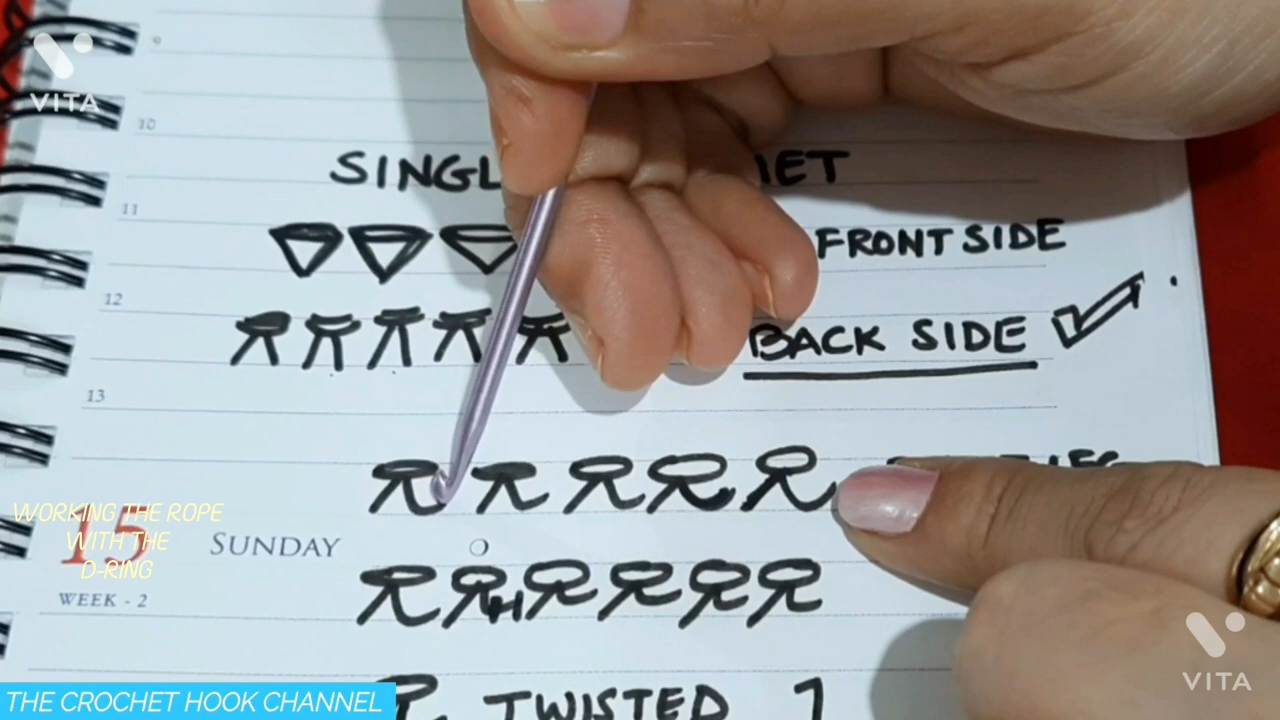 VITA
9
10
11
FRONT SIDE
12
BACK SIDE
13
WORKING THE ROPE
WITH THE
D-RING
15 SUNDAY
WEEK - 2
TWISTED
VITA
THE CROCHET HOOK CHANNEL